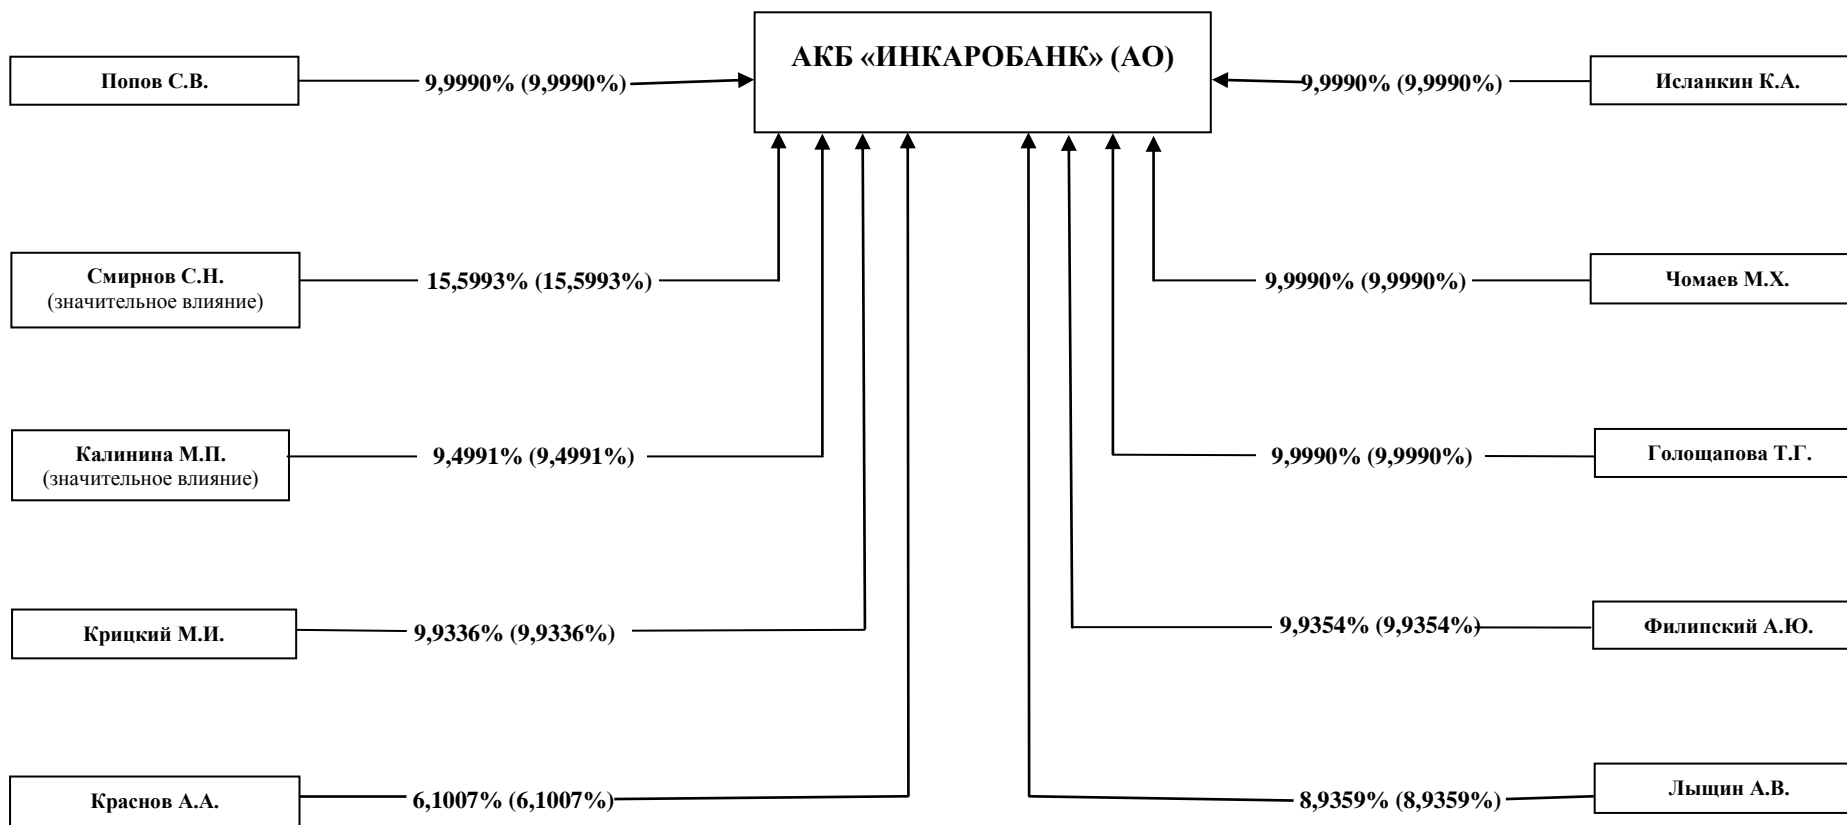 АКБ «ИНКАРОБАНК» (АО)
Попов С.В.
9,9990% (9,9990%)
9,9990% (9,9990%)
Исланкин К.А.
Смирнов С.Н.
(значительное влияние)
15,5993% (15,5993%)
9,9990% (9,9990%)
Чомаев М.Х.
Калинина М.П.
(значительное влияние)
9,4991% (9,4991%)
9,9990% (9,9990%)
Голощапова Т.Г.
Крицкий М.И.
9,9336% (9,9336%)
9,9354% (9,9354%)
Филипский А.Ю.
Краснов А.А.
6,1007% (6,1007%)
8,9359% (8,9359%)
Лыщин А.В.